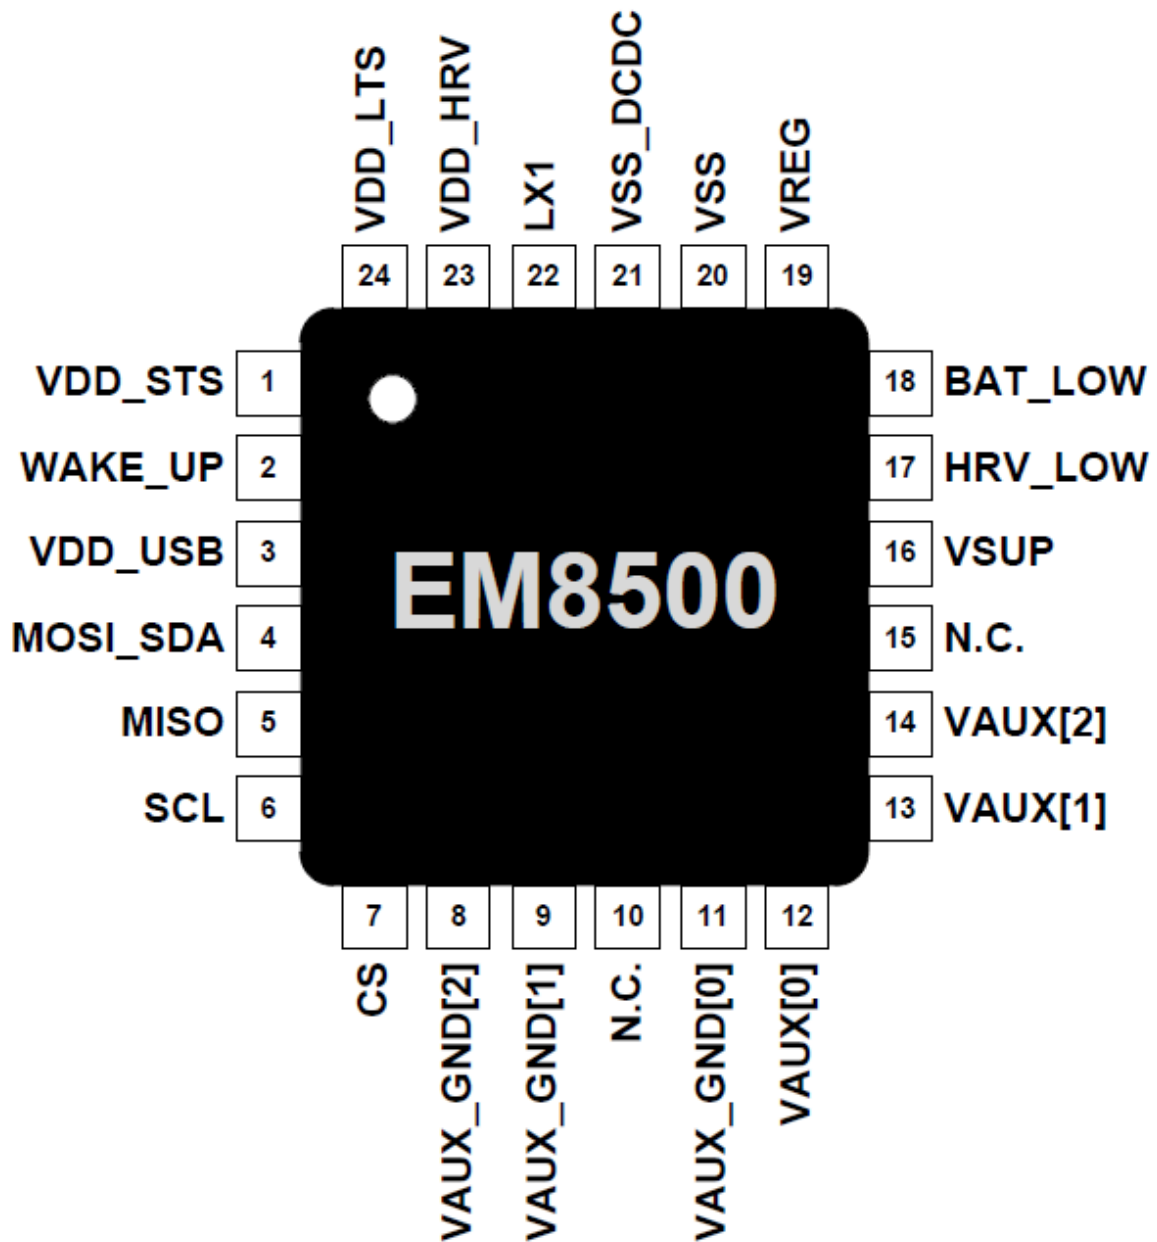 VDD_LTS
VDD_HRV
LX1
VSS_DCDC
VSS
VREG
24
23
22
21
20
19
VDD_STS 1
18 BAT_LOW
WAKE_UP 2
17 HRV_LOW
VDD_USB 3
16 VSUP
EM8500
MOSI_SDA 4
15 N.C.
MISO 5
14 VAUX[2]
SCL 6
13 VAUX[1]
7
8
9
10
11
12
CS
VAUX_GND[2]
VAUX_GND[1]
N.C.
VAUX_GND[0]
VAUX[0]